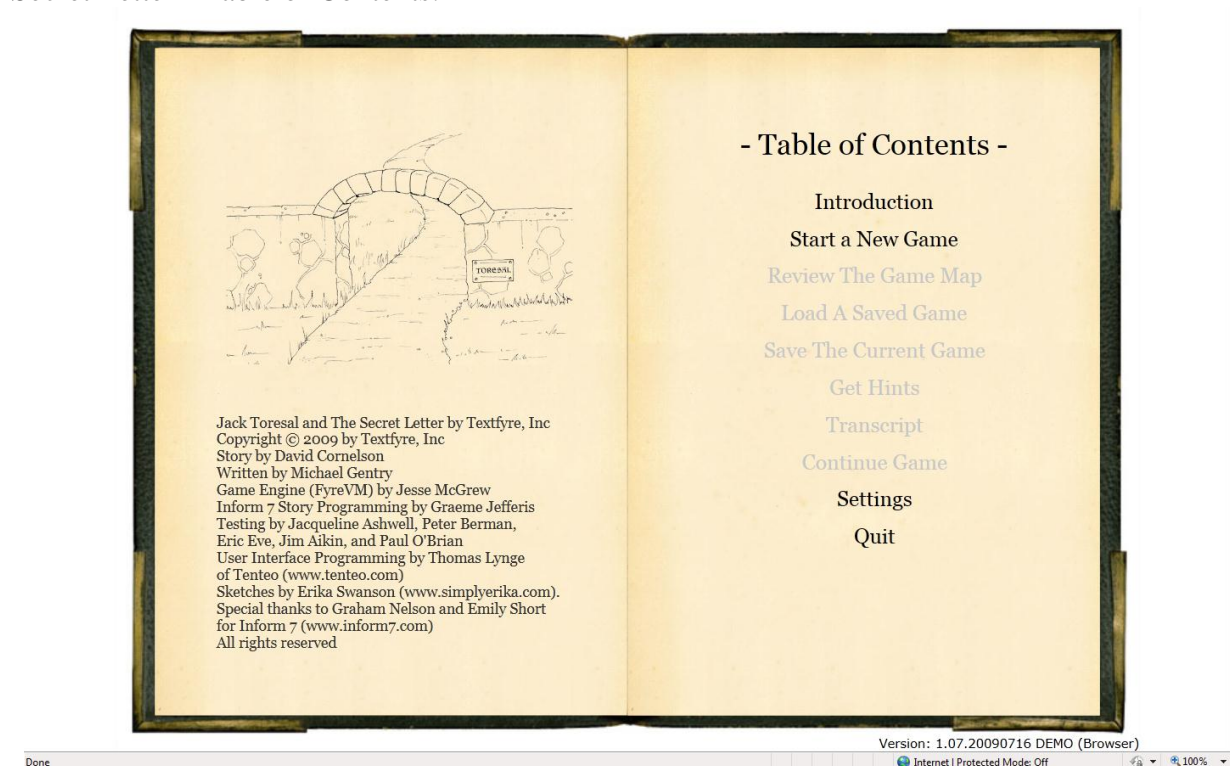 TORESAL
Jack Toresal and The Secret Letter by Textfyre, Inc
Copyright © 2009 by Textfyre, Inc
Story by David Cornelson
Written by Michael Gentry
Game Engine (FyreVM) by Jesse McGrew
Inform 7 Story Programming by Graeme Jefferis
Testing by Jacqueline Ashwell, Peter Berman,
Eric Eve, Jim Aikin, and Paul O'Brian
User Interface Programming by Thomas Lynge
of Tenteo (www.tenteo.com)
Sketches by Erika Swanson (www.simplyerika.com).
Special thanks to Graham Nelson and Emily Short
for Inform 7 (www.inform7.com)
All rights reserved
- Table of Contents -
Introduction
Start a New Game
Review The Game Map
Load A Saved Game
Save The Current Game
Get Hints
Transcript
Continue Game
Settings
Quit
Version: 1.07.20090716 DEMO (Browser)
Done
Internet | Protected Mode: Off
100%